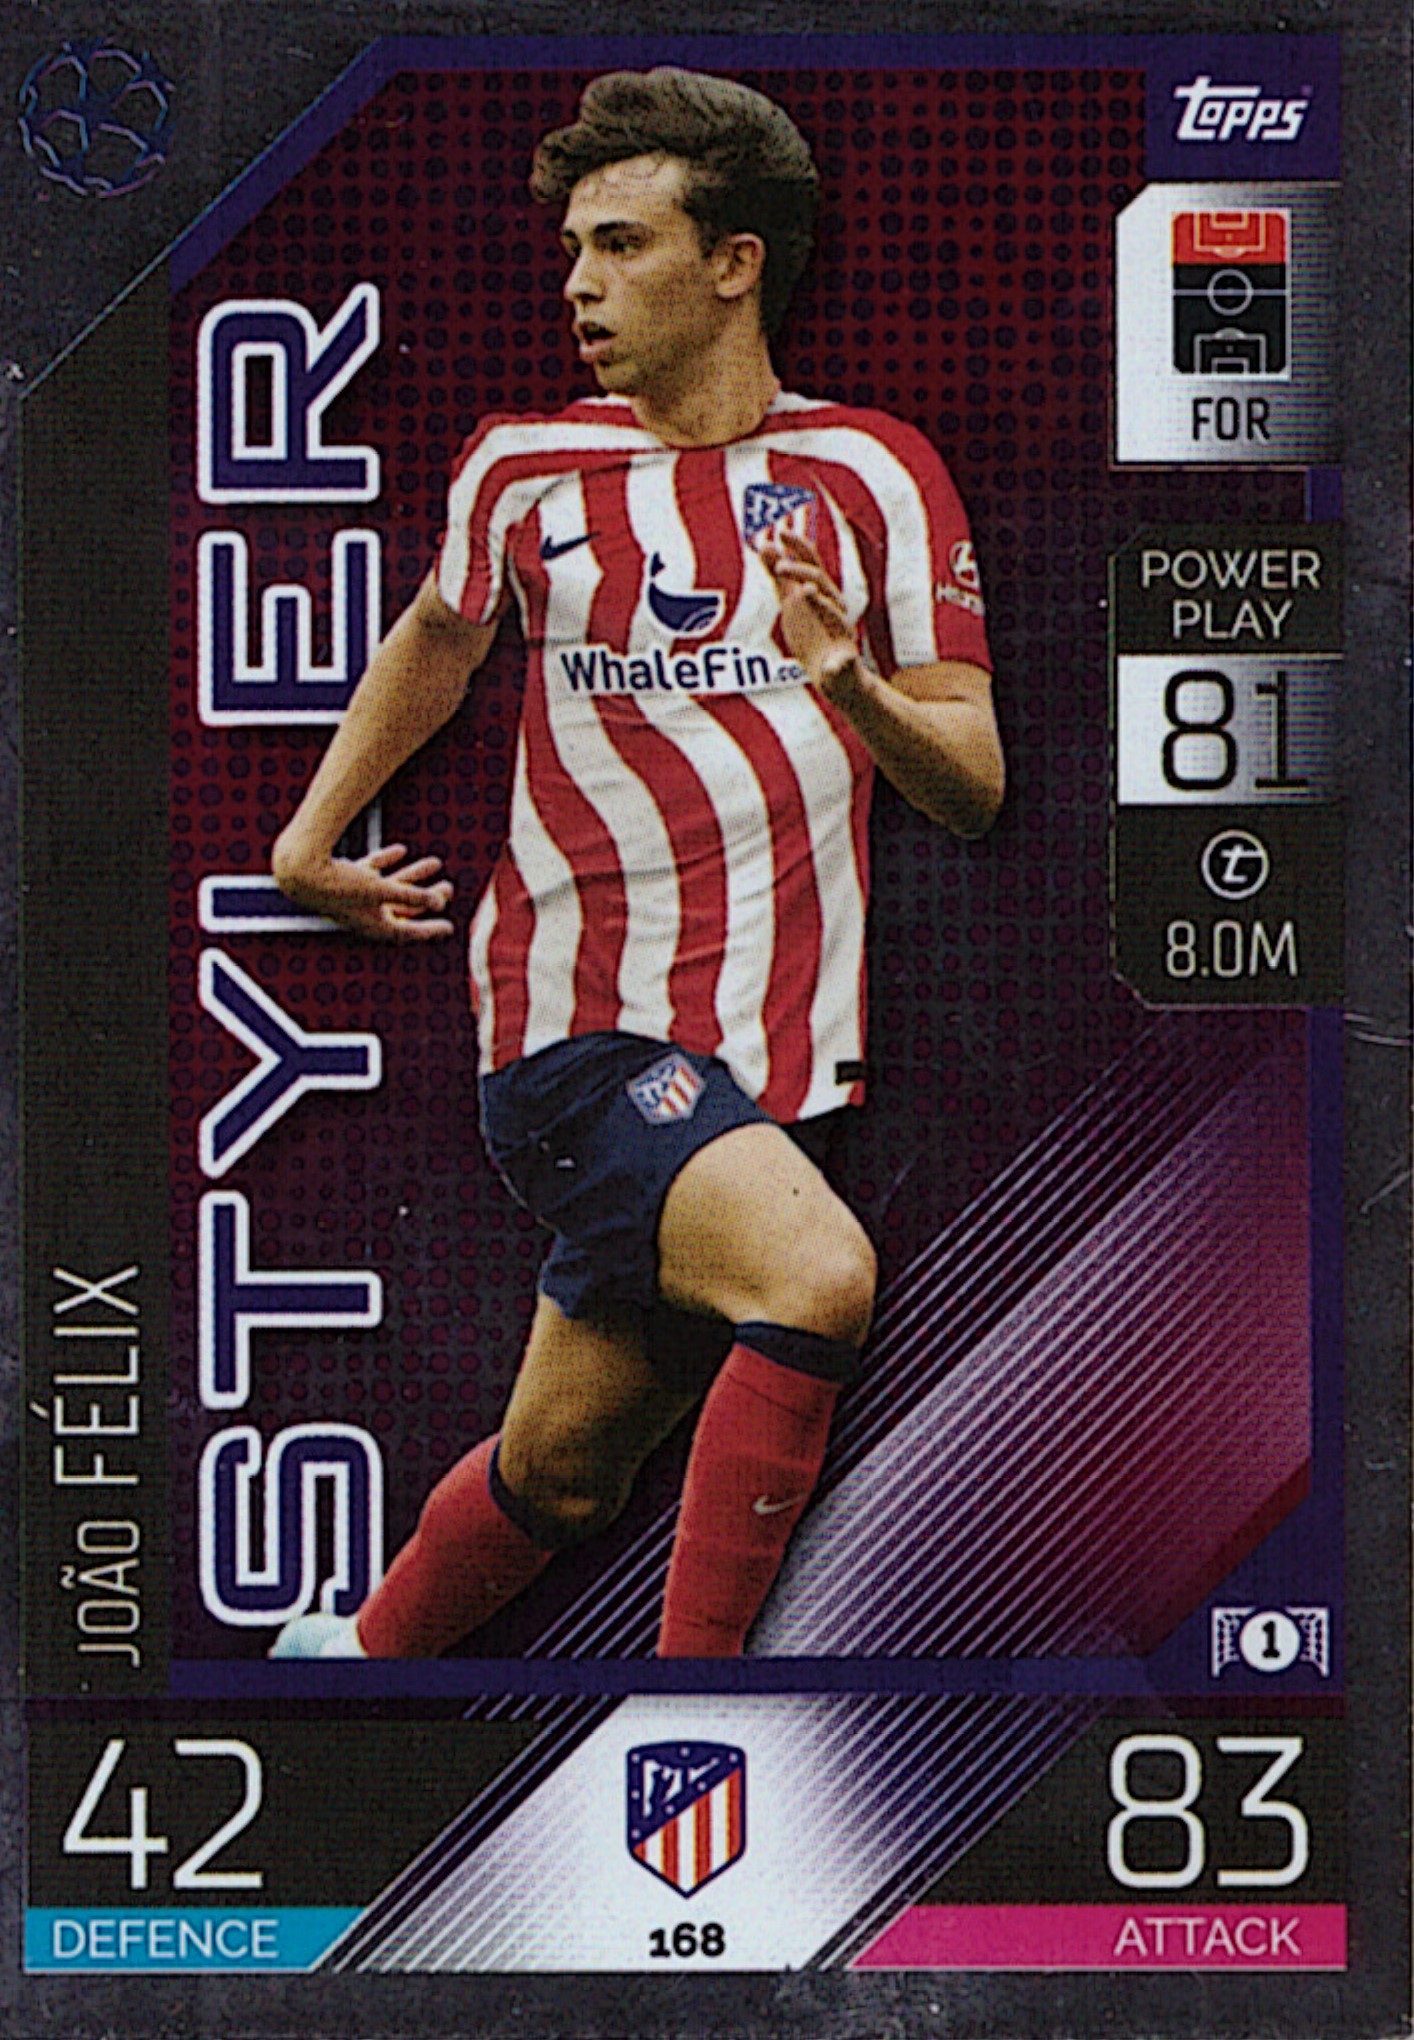 topps
FOR
POWER
PLAY
81
t
8.0M
STYLER
JOÃO FÉLIX
WhaleFin.co
1
42
DEFENCE
168
83
ATTACK